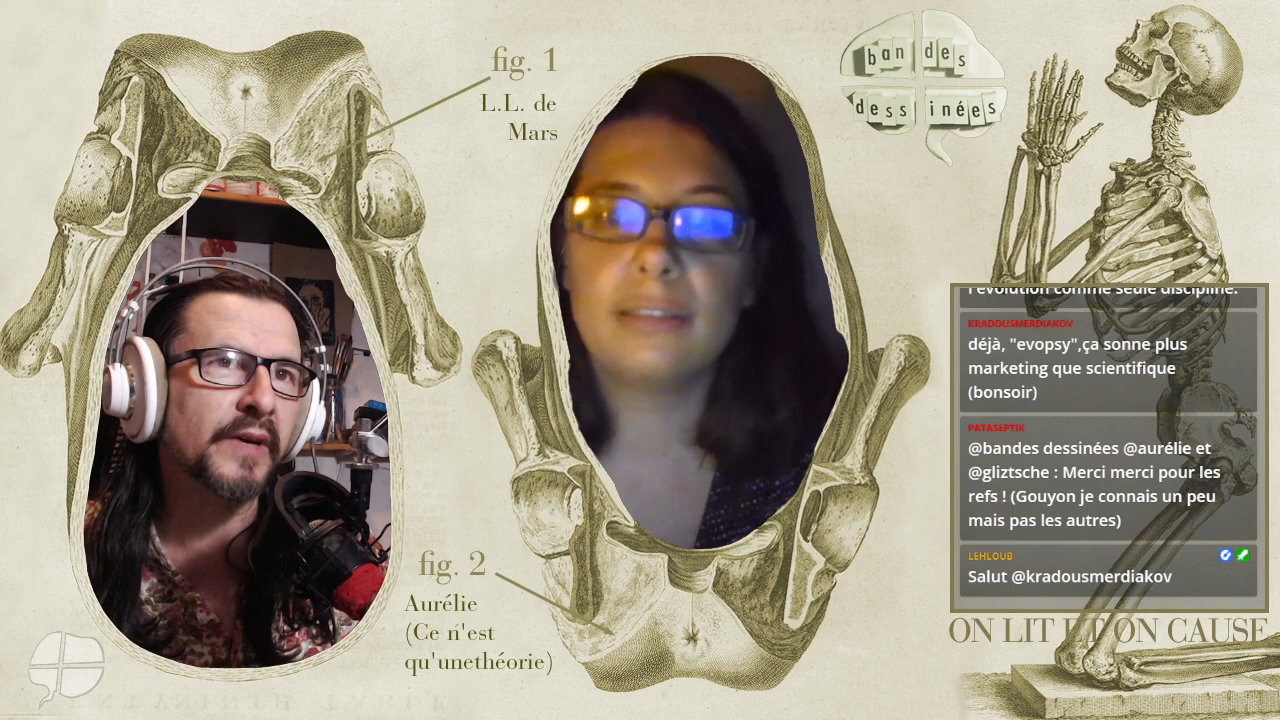 fig. 1
L.L. de
Mars
ban des
dess inées
l'évolution comme seule discipline.
KRADOUSMERDIAKOV
déjà, "evopsy",ça sonne plus
marketing que scientifique
(bonsoir)
PATASEPTIK
@bandes dessinées @aurélie et
@gliztsche : Merci merci pour les
refs ! (Gouyon je connais un peu
mais pas les autres)
LEHLOUB
Salut @kradousmerdiakov
fig. 2
Aurélie
(Ce n'est
qu'unethéorie)
ON LIT ET ON CAUSE